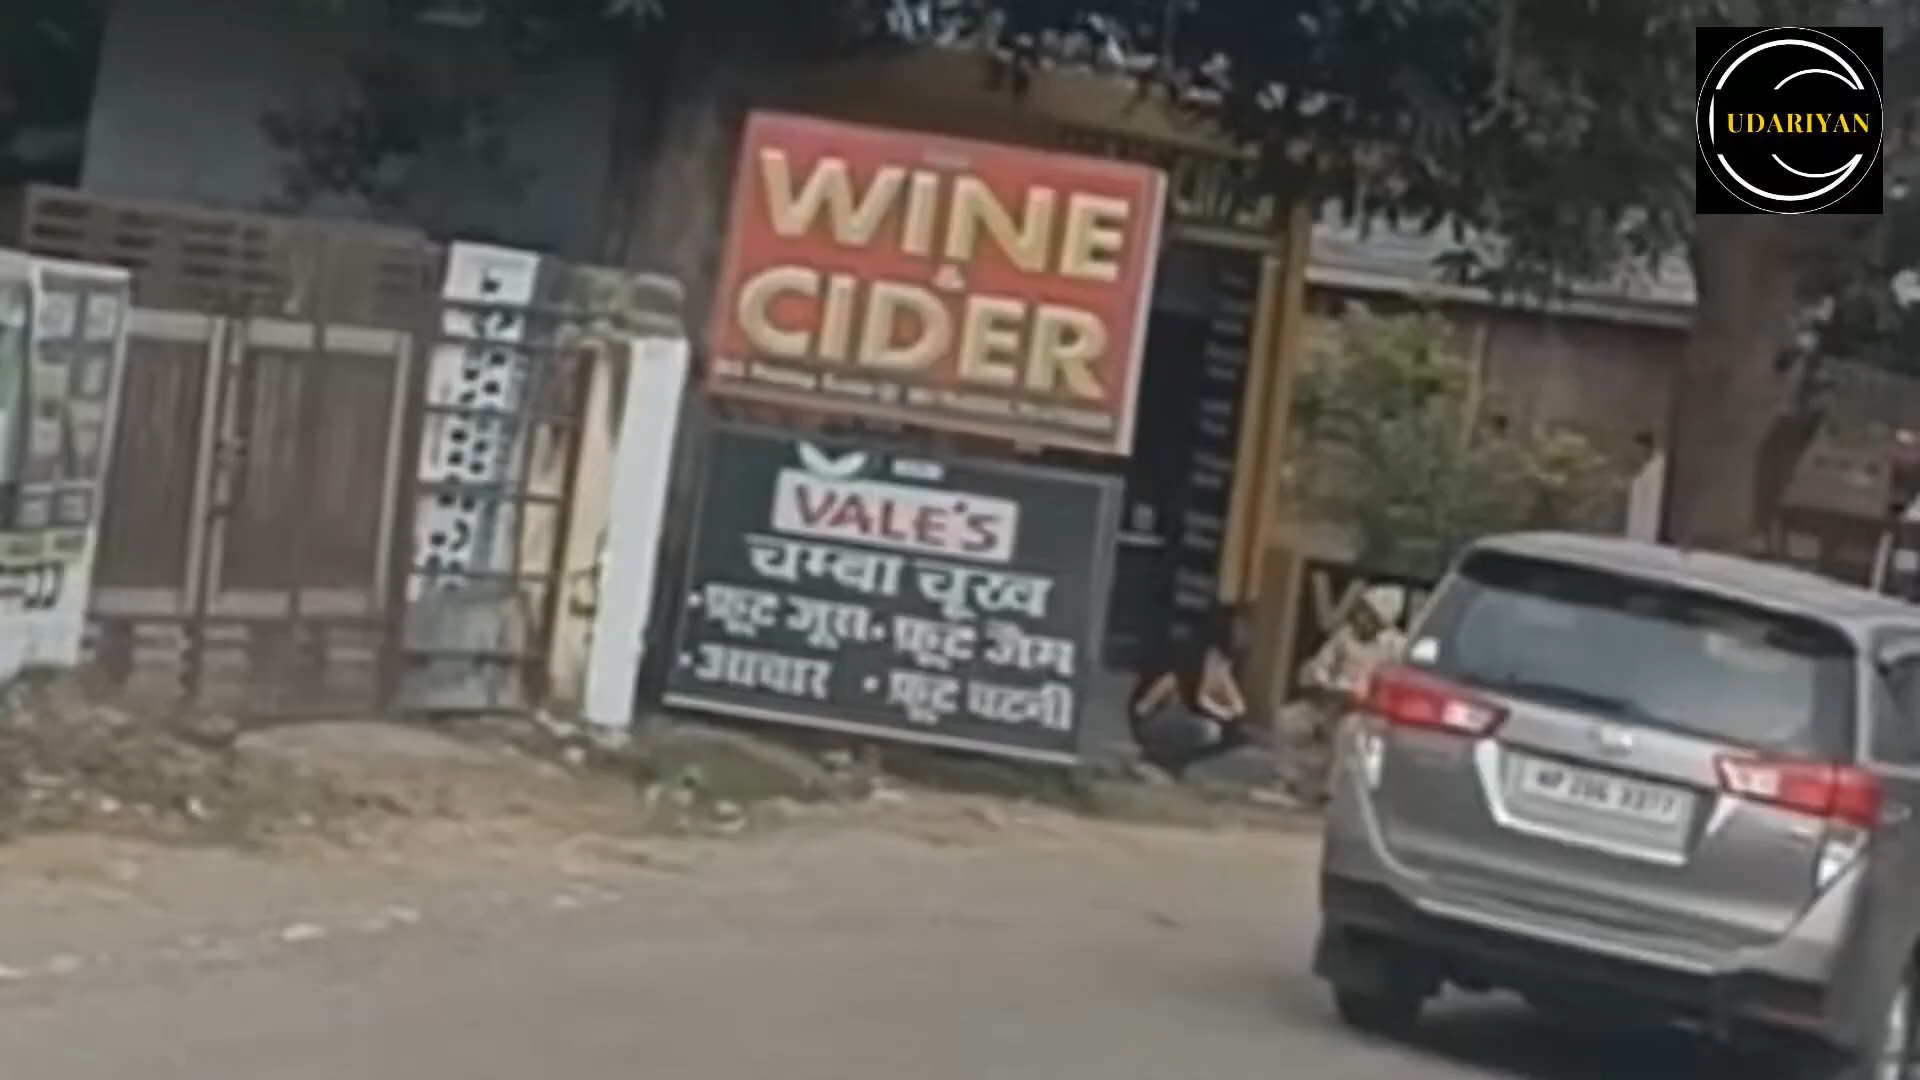 UDARIYAN
WINE
&
CIDER
VALE'S
चम्बा चूख
• फ्रूट जूस • फ्रूट जैम
• आचार • फ्रूट चटनी